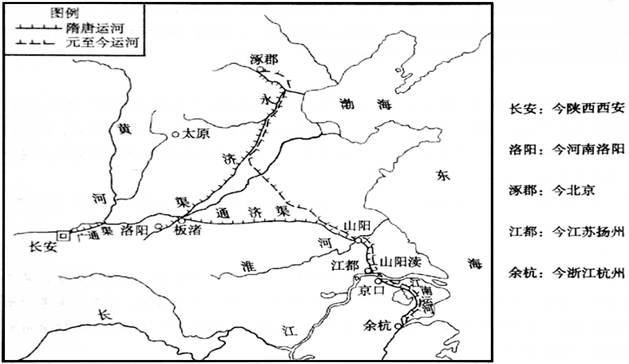 图例
隋唐运河
元至今运河
涿郡
永
渤海
黄
太原
济
东
河
渠
通济渠
山阳
广通渠
洛阳
板渚
长安
河
山阳渎
淮
江都
海
京口
江南运河
长
江
余杭
长安：今陕西西安
洛阳：今河南洛阳
涿郡：今北京
江都：今江苏扬州
余杭：今浙江杭州